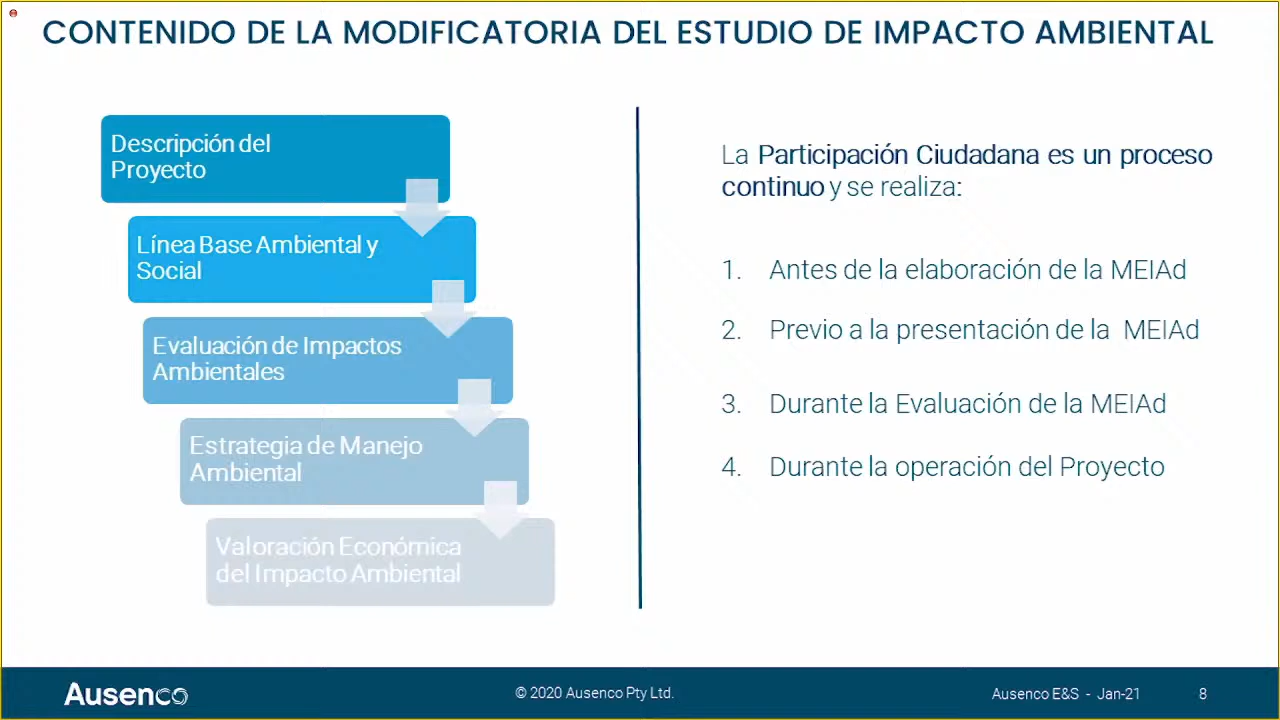 CONTENIDO DE LA MODIFICATORIA DEL ESTUDIO DE IMPACTO AMBIENTAL
Descripción del
Proyecto
Línea Base Ambiental y
Social
Evaluación de Impactos
Ambientales
Estrategia de Manejo
Ambiental
Valoración Económica
del Impacto Ambiental
La Participación Ciudadana es un proceso
continuo y se realiza:
1. Antes de la elaboración de la MEIAd
2. Previo a la presentación de la MEIAd
3. Durante la Evaluación de la MEIAd
4. Durante la operación del Proyecto
Ausenco
© 2020 Ausenco Pty Ltd.
Ausenco E&S - Jan-21
8